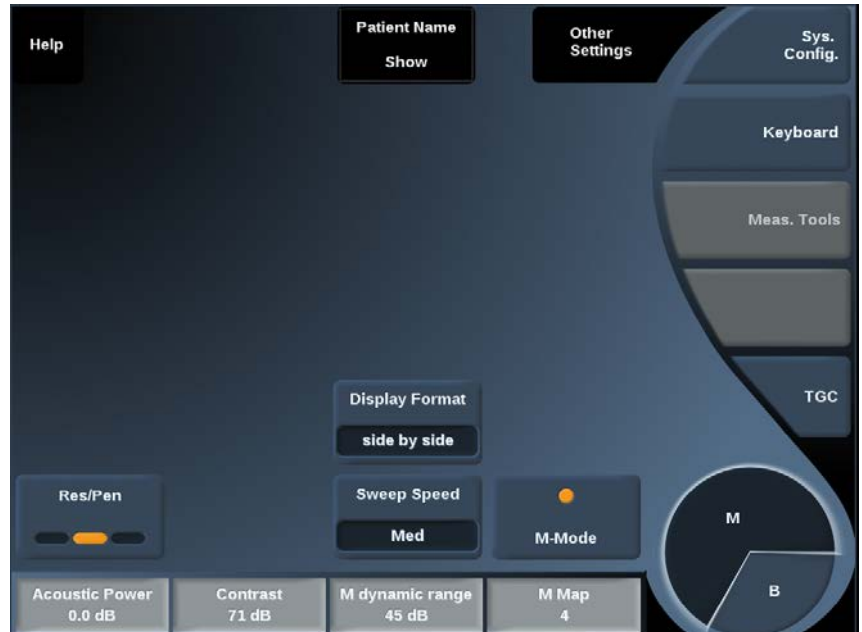 Help
Patient Name
Show
Other
Settings
Sys.
Config.
Keyboard
Meas. Tools
TGC
Display Format
side by side
Res/Pen
Sweep Speed
Med
M-Mode
M
B
Acoustic Power
0.0 dB
Contrast
71 dB
M dynamic range
45 dB
M Map
4